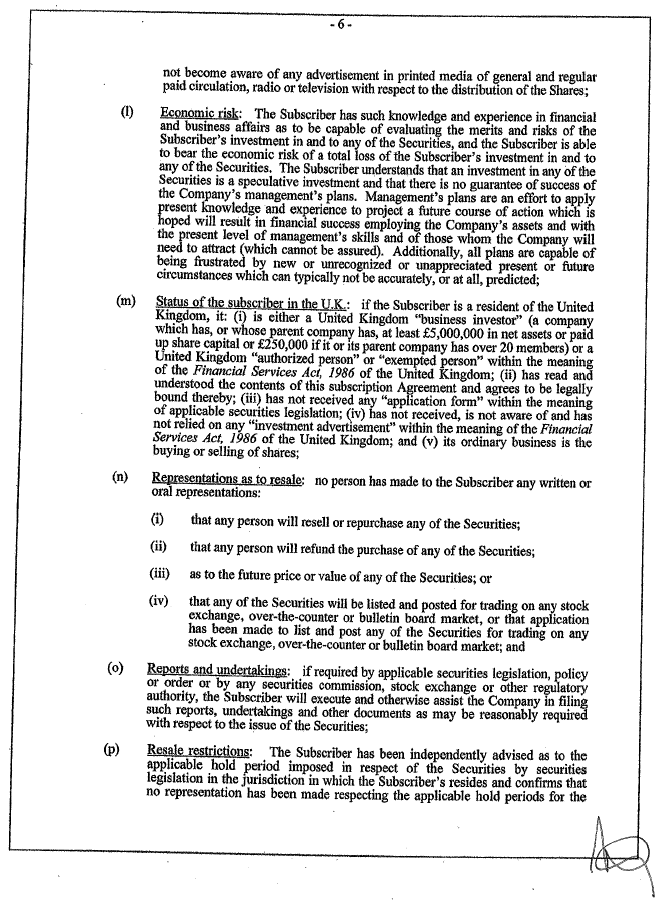 - 6 -
not become aware of any advertisement in printed media of general and regular
paid circulation, radio or television with respect to the distribution of the Shares;
(l) Economic risk: The Subscriber has such knowledge and experience in financial
and business affairs as to be capable of evaluating the merits and risks of the
Subscriber's investment in and to any of the Securities, and the Subscriber is able
to bear the economic risk of a total loss of the Subscriber's investment in and to
any of the Securities. The Subscriber understands that an investment in any of the
Securities is a speculative investment and that there is no guarantee of success of
the Company's management's plans. Management's plans are an effort to apply
present knowledge and experience to project a future course of action which is
hoped will result in financial success employing the Company's assets and with
the present level of management's skills and of those whom the Company will
need to attract (which cannot be assured). Additionally, all plans are capable of
being frustrated by new or unrecognized or unappreciated present or future
circumstances which can typically not be accurately, or at all, predicted;
(m) Status of the subscriber in the U.K.: if the Subscriber is a resident of the United
Kingdom, it: (i) is either a United Kingdom "business investor" (a company
which has, or whose parent company has, at least £5,000,000 in net assets or paid
up share capital or £250,000 if it or its parent company has over 20 members) or a
United Kingdom "authorized person" or "exempted person" within the meaning
of the Financial Services Act, 1986 of the United Kingdom; (ii) has read and
understood the contents of this subscription Agreement and agrees to be legally
bound thereby; (iii) has not received any "application form" within the meaning
of applicable securities legislation; (iv) has not received, is not aware of and has
not relied on any "investment advertisement" within the meaning of the Financial
Services Act, 1986 of the United Kingdom; and (v) its ordinary business is the
buying or selling of shares;
(n) Representations as to resale: no person has made to the Subscriber any written or
oral representations:
(i) that any person will resell or repurchase any of the Securities;
(ii) that any person will refund the purchase of any of the Securities;
(iii) as to the future price or value of any of the Securities; or
(iv) that any of the Securities will be listed and posted for trading on any stock
exchange, over-the-counter or bulletin board market, or that application
has been made to list and post any of the Securities for trading on any
stock exchange, over-the-counter or bulletin board market; and
(o) Reports and undertakings: if required by applicable securities legislation, policy
or order or by any securities commission, stock exchange or other regulatory
authority, the Subscriber will execute and otherwise assist the Company in filing
such reports, undertakings and other documents as may be reasonably required
with respect to the issue of the Securities;
(p) Resale restrictions: The Subscriber has been independently advised as to the
applicable hold period imposed in respect of the Securities by securities
legislation in the jurisdiction in which the Subscriber's resides and confirms that
no representation has been made respecting the applicable hold periods for the